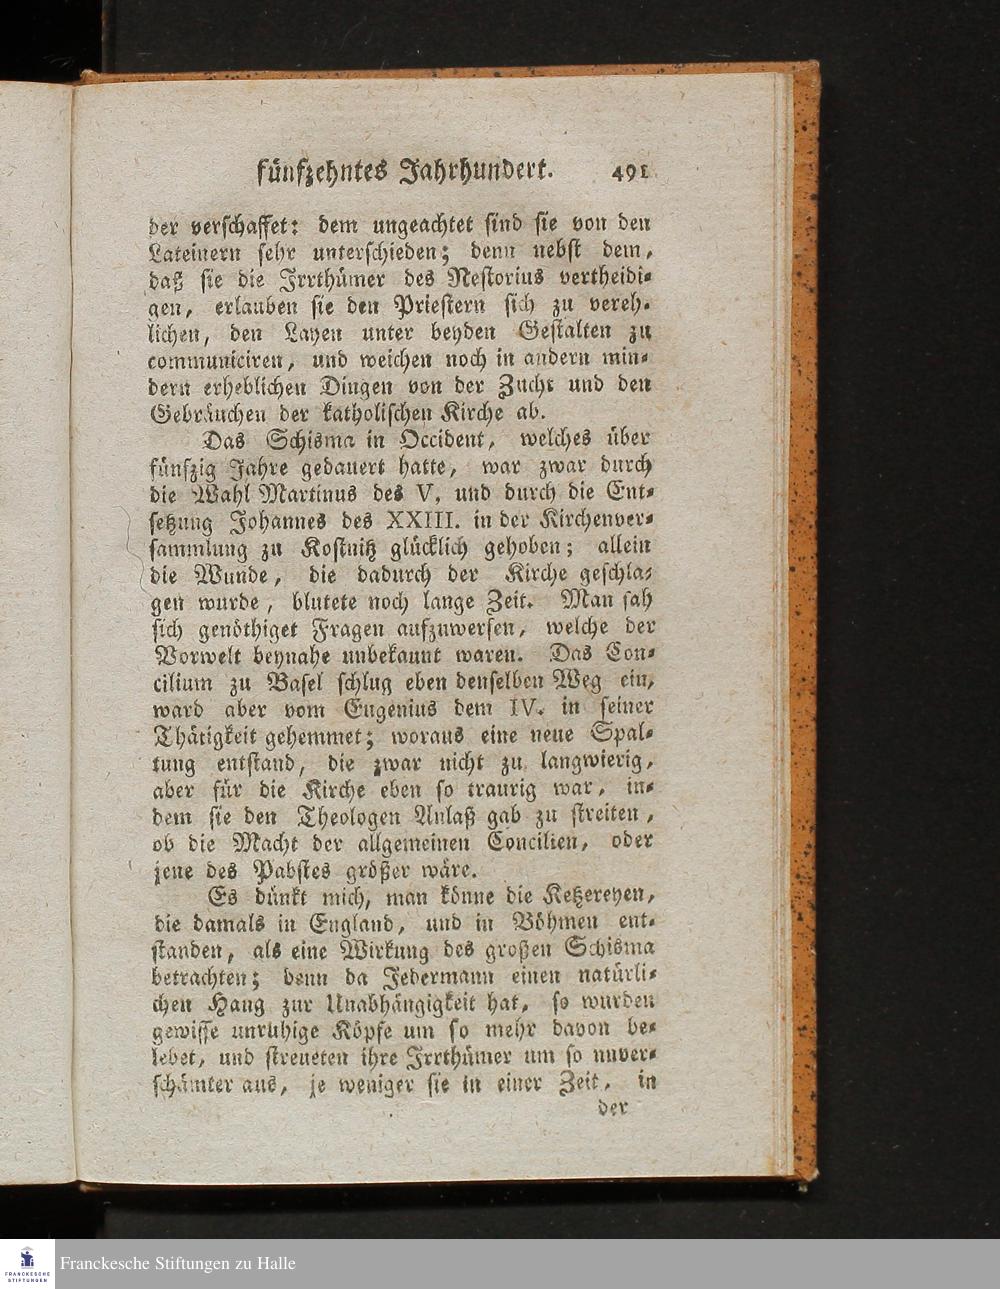 fünfzehntes Jahrhundert. 491
der verschaffet: dem ungeachtet sind sie von den
Lateinern sehr unterschieden; denn nebst dem,
daß sie die Irrthümer des Nestorius vertheidi-
gen, erlauben sie den Priestern sich zu vereh-
lichen, den Layen unter beyden Gestalten zu
communiciren, und weichen noch in andern min-
dern erheblichen Dingen von der Zucht und den
Gebräuchen der katholischen Kirche ab.
Das Schisma in Occident, welches über
fünfzig Jahre gedauert hatte, war zwar durch
die Wahl Martinus des V. und durch die Ent-
setzung Johannes des XXIII. in der Kirchenver-
sammlung zu Kostnitz glücklich gehoben; allein
die Wunde, die dadurch der Kirche geschla-
gen wurde, blutete noch lange Zeit. Man sah
sich genöthiget Fragen aufzuwerfen, welche der
Vorwelt beynahe unbekannt waren. Das Con-
cilium zu Basel schlug eben denselben Weg ein,
ward aber vom Eugenius dem IV. in seiner
Thätigkeit gehemmet; woraus eine neue Spal-
tung entstand, die zwar nicht zu langwierig,
aber für die Kirche eben so traurig war, in-
dem sie den Theologen Anlaß gab zu streiten,
ob die Macht der allgemeinen Concilien, oder
jene des Pabstes größer wäre.
Es dünkt mich, man könne die Ketzereyen,
die damals in England, und in Böhmen ent-
standen, als eine Wirkung des großen Schisma
betrachten; denn da Jedermann einen natürli-
chen Hang zur Unabhängigkeit hat, so wurden
gewisse unruhige Köpfe um so mehr davon be-
lebet, und streueten ihre Irrthümer um so unver-
schämter aus, je weniger sie in einer Zeit, in
der
FRANCKESCHE
STIFTUNGEN
Franckesche Stiftungen zu Halle